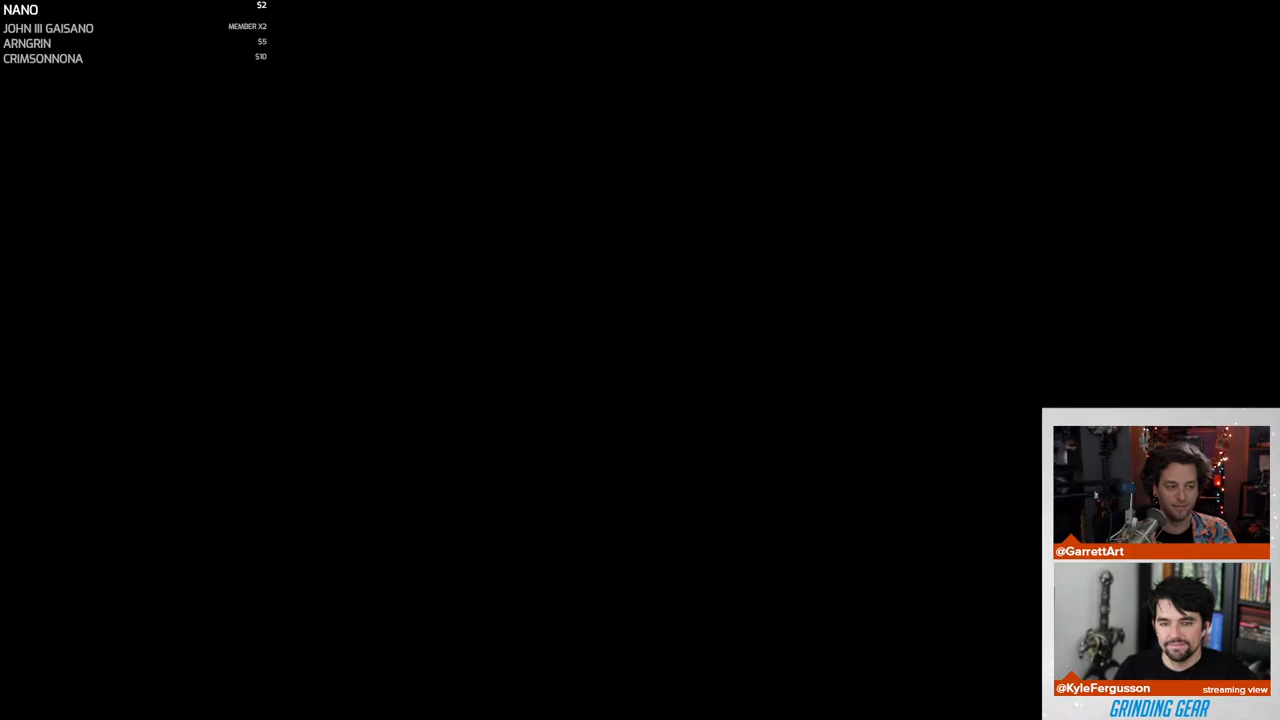 NANO $2
JOHN III GAISANO MEMBER X2
ARNGRIN $5
CRIMSONNONA $10
@GarrettArt
@KyleFergusson streaming view
GRINDING GEAR